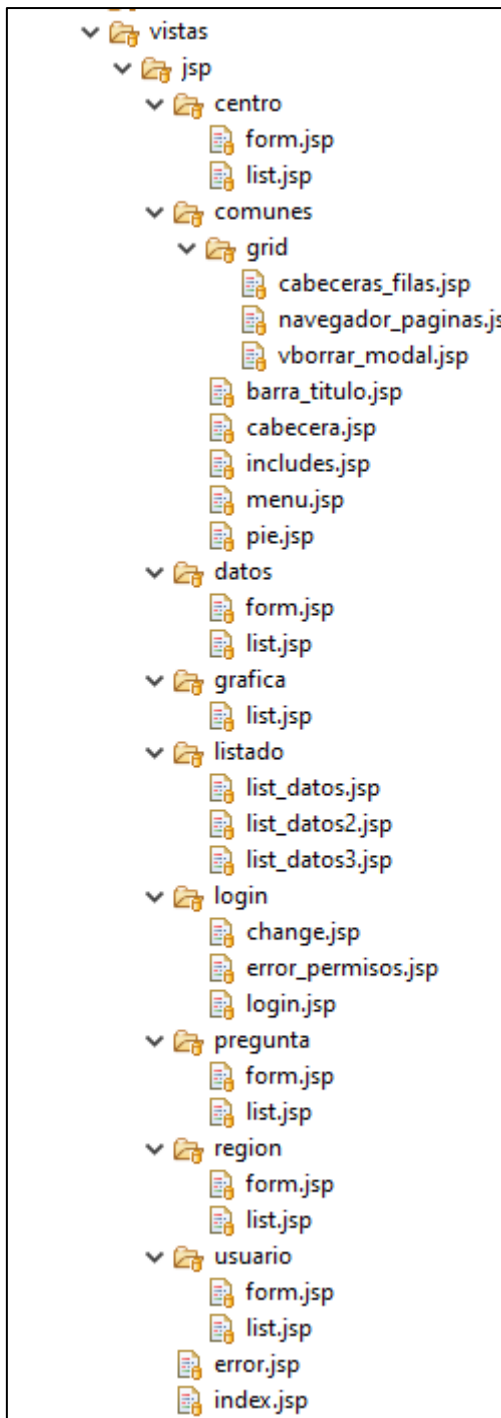 vistas
jsp
centro
form.jsp
list.jsp
comunes
grid
cabeceras_filas.jsp
navegador_paginas.js
vborrar_modal.jsp
barra_titulo.jsp
cabecera.jsp
includes.jsp
menu.jsp
pie.jsp
datos
form.jsp
list.jsp
grafica
list.jsp
listado
list_datos.jsp
list_datos2.jsp
list_datos3.jsp
login
change.jsp
error_permisos.jsp
login.jsp
pregunta
form.jsp
list.jsp
region
form.jsp
list.jsp
usuario
form.jsp
list.jsp
error.jsp
index.jsp